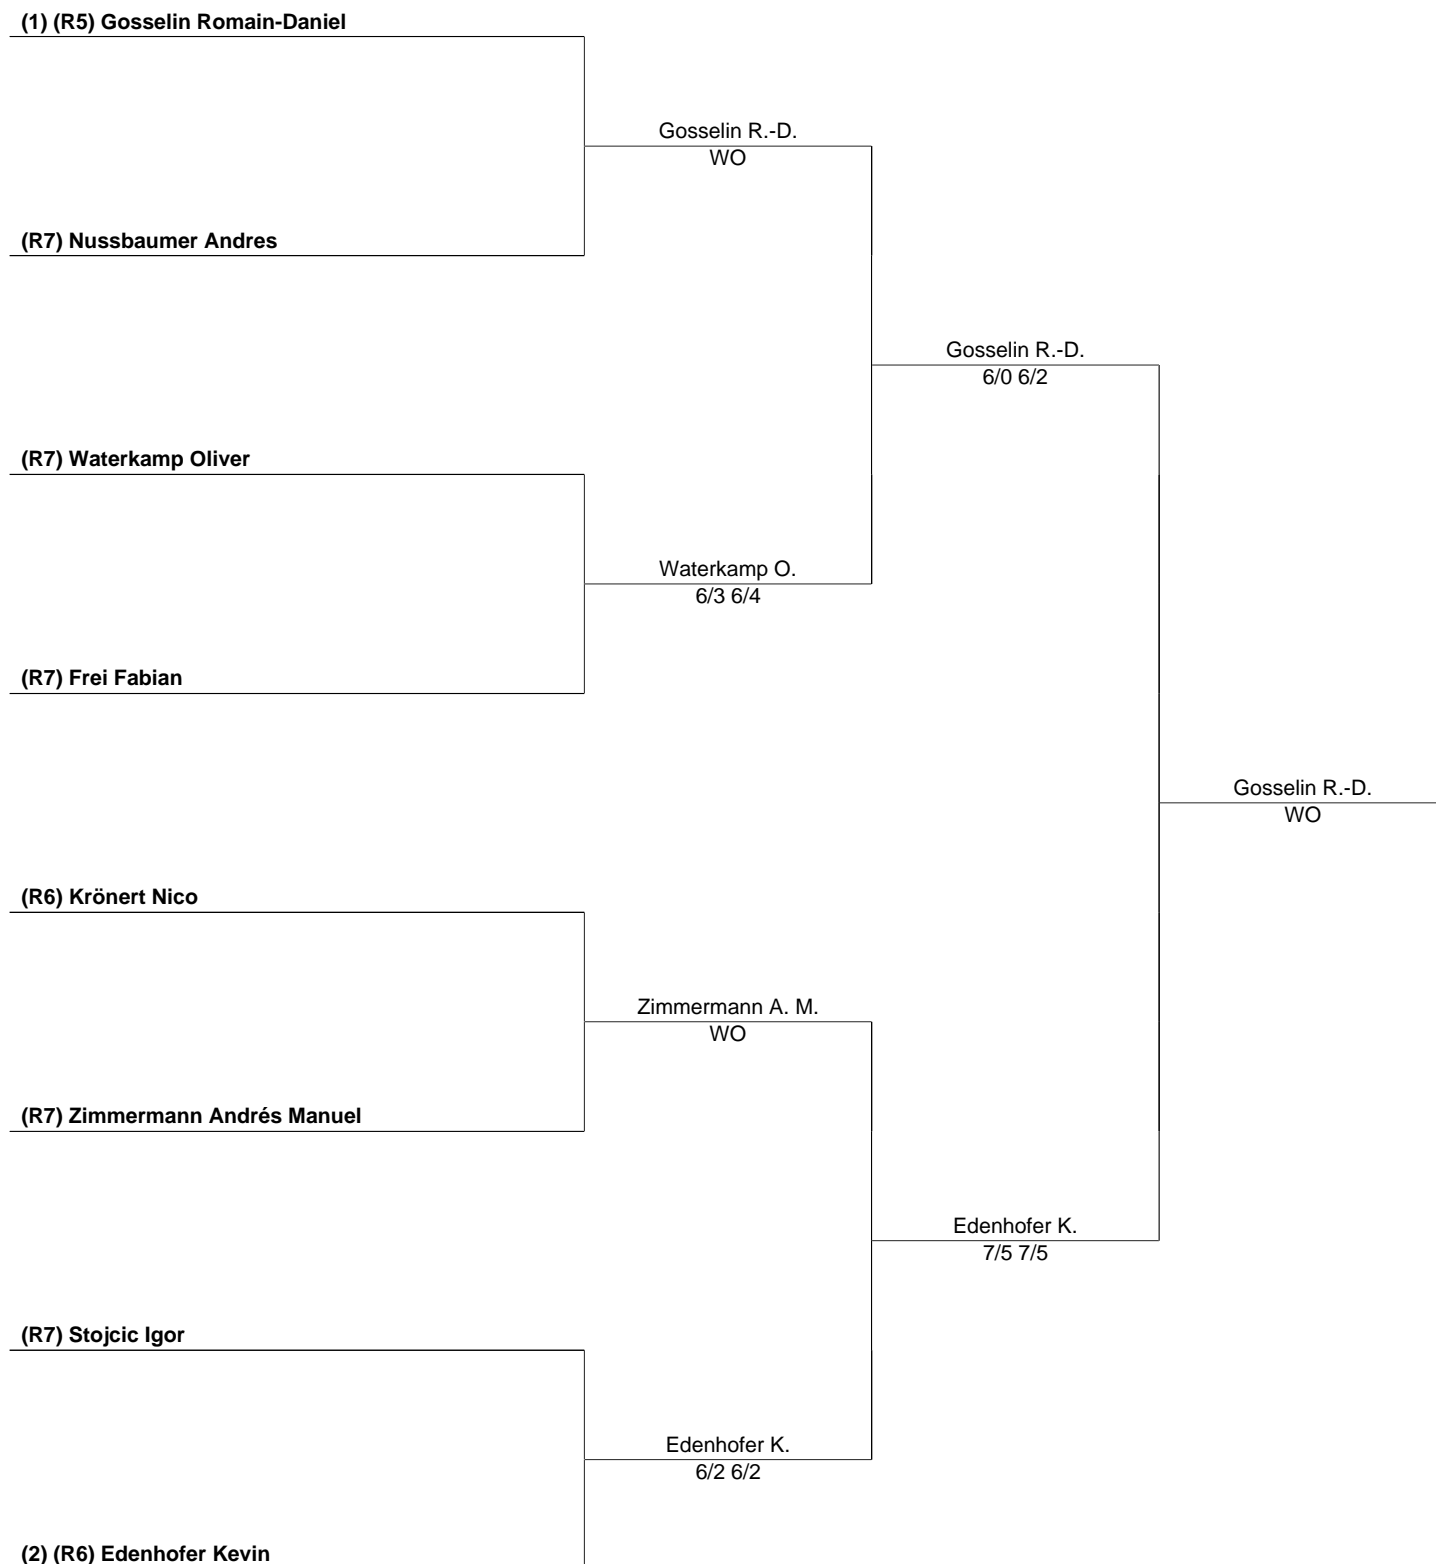 (1) (R5) Gosselin Romain-Daniel
Gosselin R.-D.
WO
(R7) Nussbaumer Andres
Gosselin R.-D.
6/0 6/2
(R7) Waterkamp Oliver
Waterkamp O.
6/3 6/4
(R7) Frei Fabian
Gosselin R.-D.
WO
(R6) Krönert Nico
Zimmermann A. M.
WO
(R7) Zimmermann Andrés Manuel
Edenhofer K.
7/5 7/5
(R7) Stojcic Igor
Edenhofer K.
6/2 6/2
(2) (R6) Edenhofer Kevin